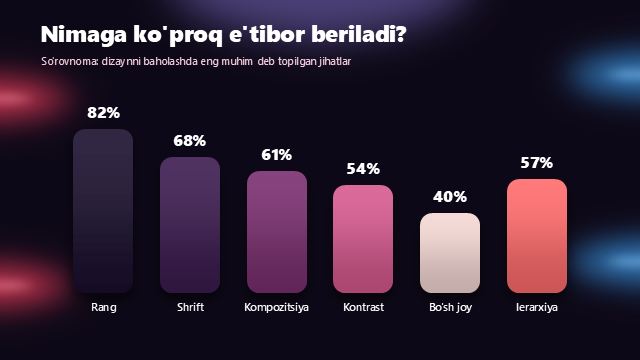 Nimaga ko'proq e'tibor beriladi?
So'rovnoma: dizaynni baholashda eng muhim deb topilgan jihatlar
82%
68%
61%
54%
40%
57%
Rang
Shrift
Kompozitsiya
Kontrast
Bo'sh joy
Ierarxiya